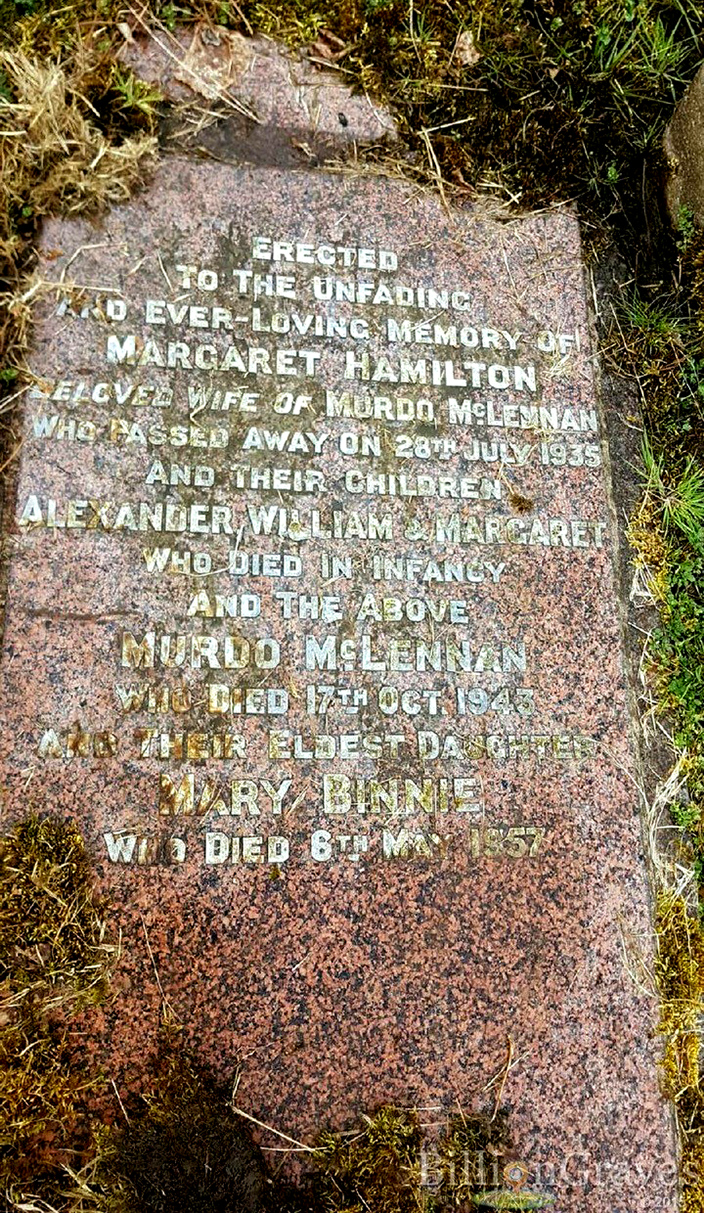 ERECTED
TO THE UNFADING
AND EVER-LOVING MEMORY OF
MARGARET HAMILTON
BELOVED WIFE OF MURDO McLENNAN
WHO PASSED AWAY ON 28TH JULY 1935
AND THEIR CHILDREN
ALEXANDER, WILLIAM & MARGARET
WHO DIED IN INFANCY
AND THE ABOVE
MURDO McLENNAN
WHO DIED 17TH OCT. 1943
AND THEIR ELDEST DAUGHTER
MARY BINNIE
WHO DIED 6TH MAY 1957
BillionGraves